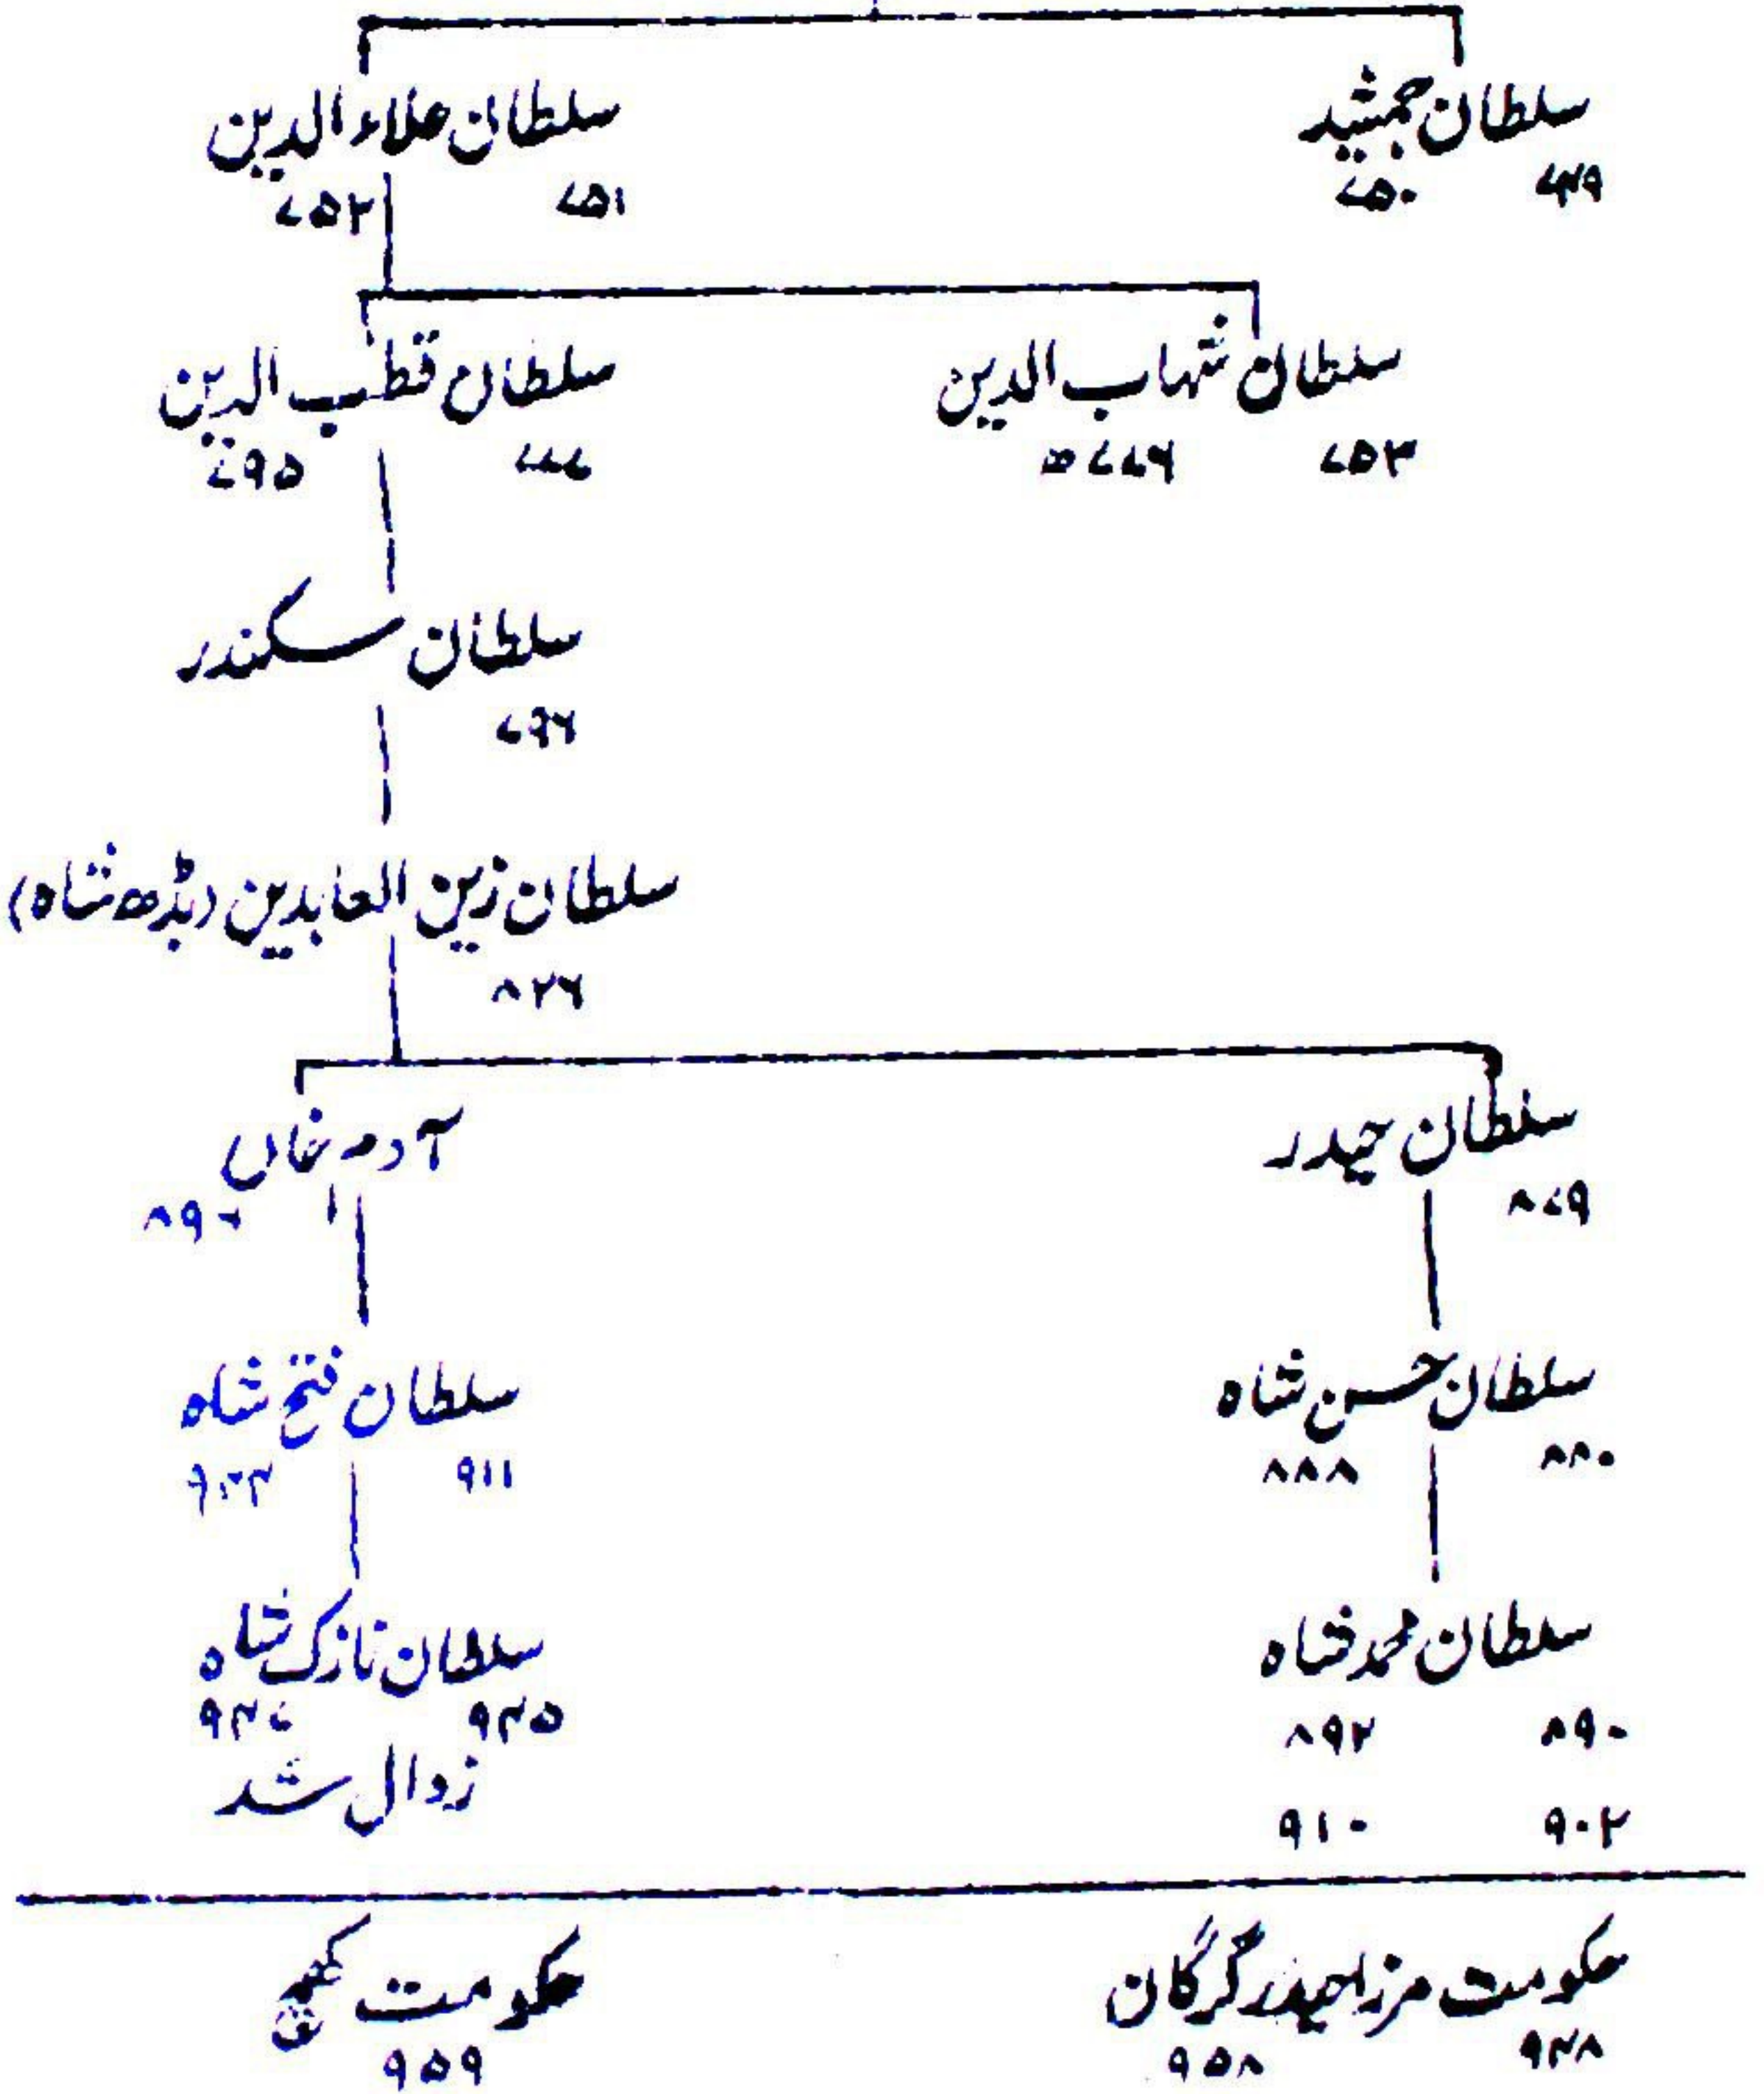 سلطان جمشید سلطان علاء الدین
۷۴۹ ۷۵۰ ۷۵۱ ۷۵۲
سلطان شہاب الدین سلطان قطب الدین
۷۵۳ ۷۷۶ھ ۷۷۷ ۷۹۵
سلطان سکندر
۷۹۶
سلطان زین العابدین (بڈھ شاہ)
۸۲۶
سلطان حیدر آدم خاں
۸۷۹
سلطان حسن شاہ سلطان فتح شاہ
۸۸۰ ۸۸۸ ۹۱۱
سلطان محمد شاہ سلطان نازک شاہ
۸۹۰ ۸۹۲ ۹۴۵ ۹۴۷
زوال شد
۹۰۲ ۹۱۰
حکومت مرزا حیدر گرگان حکومت
۹۴۸ ۹۵۸ ۹۵۹